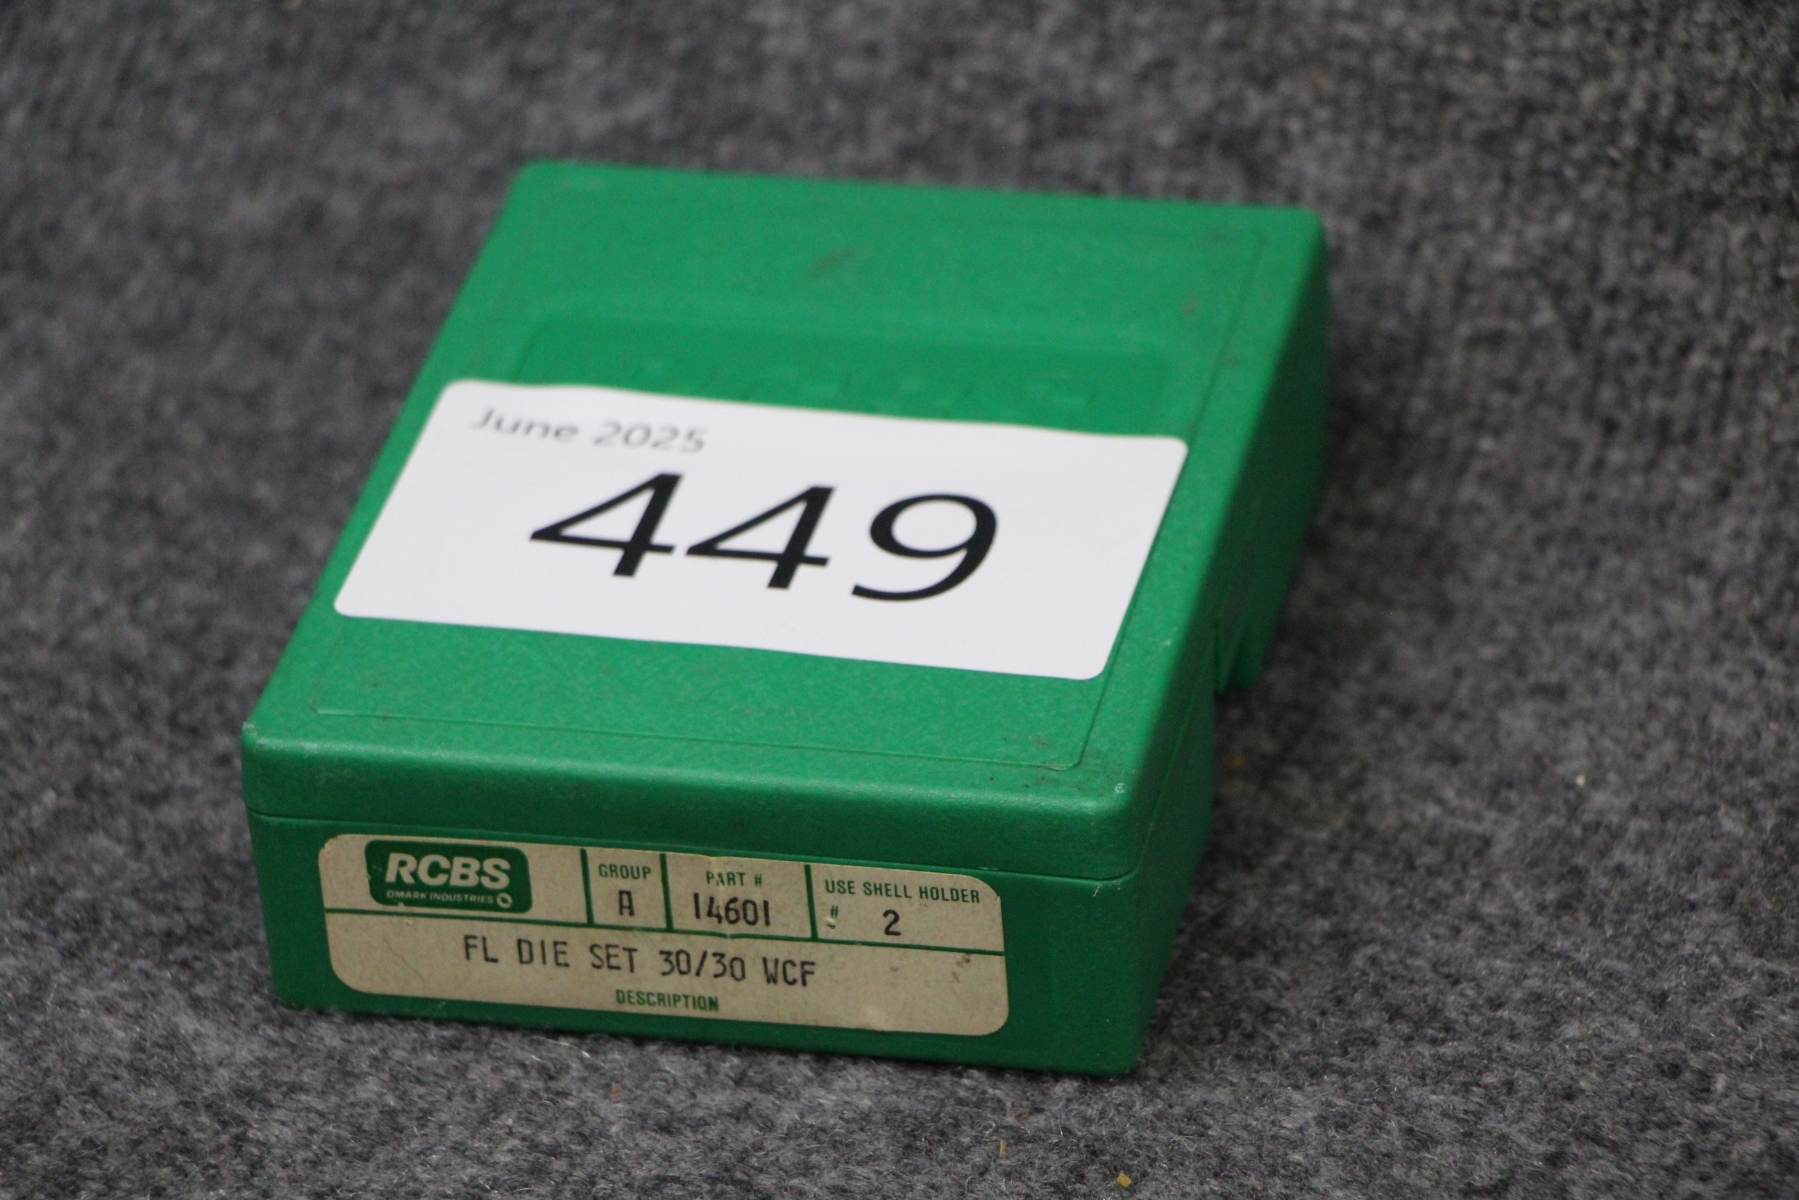 June 2025
449
RCBS
OMARK INDUSTRIES
GROUP
A
PART #
14601
USE SHELL HOLDER
# 2
FL DIE SET 30/30 WCF
DESCRIPTION